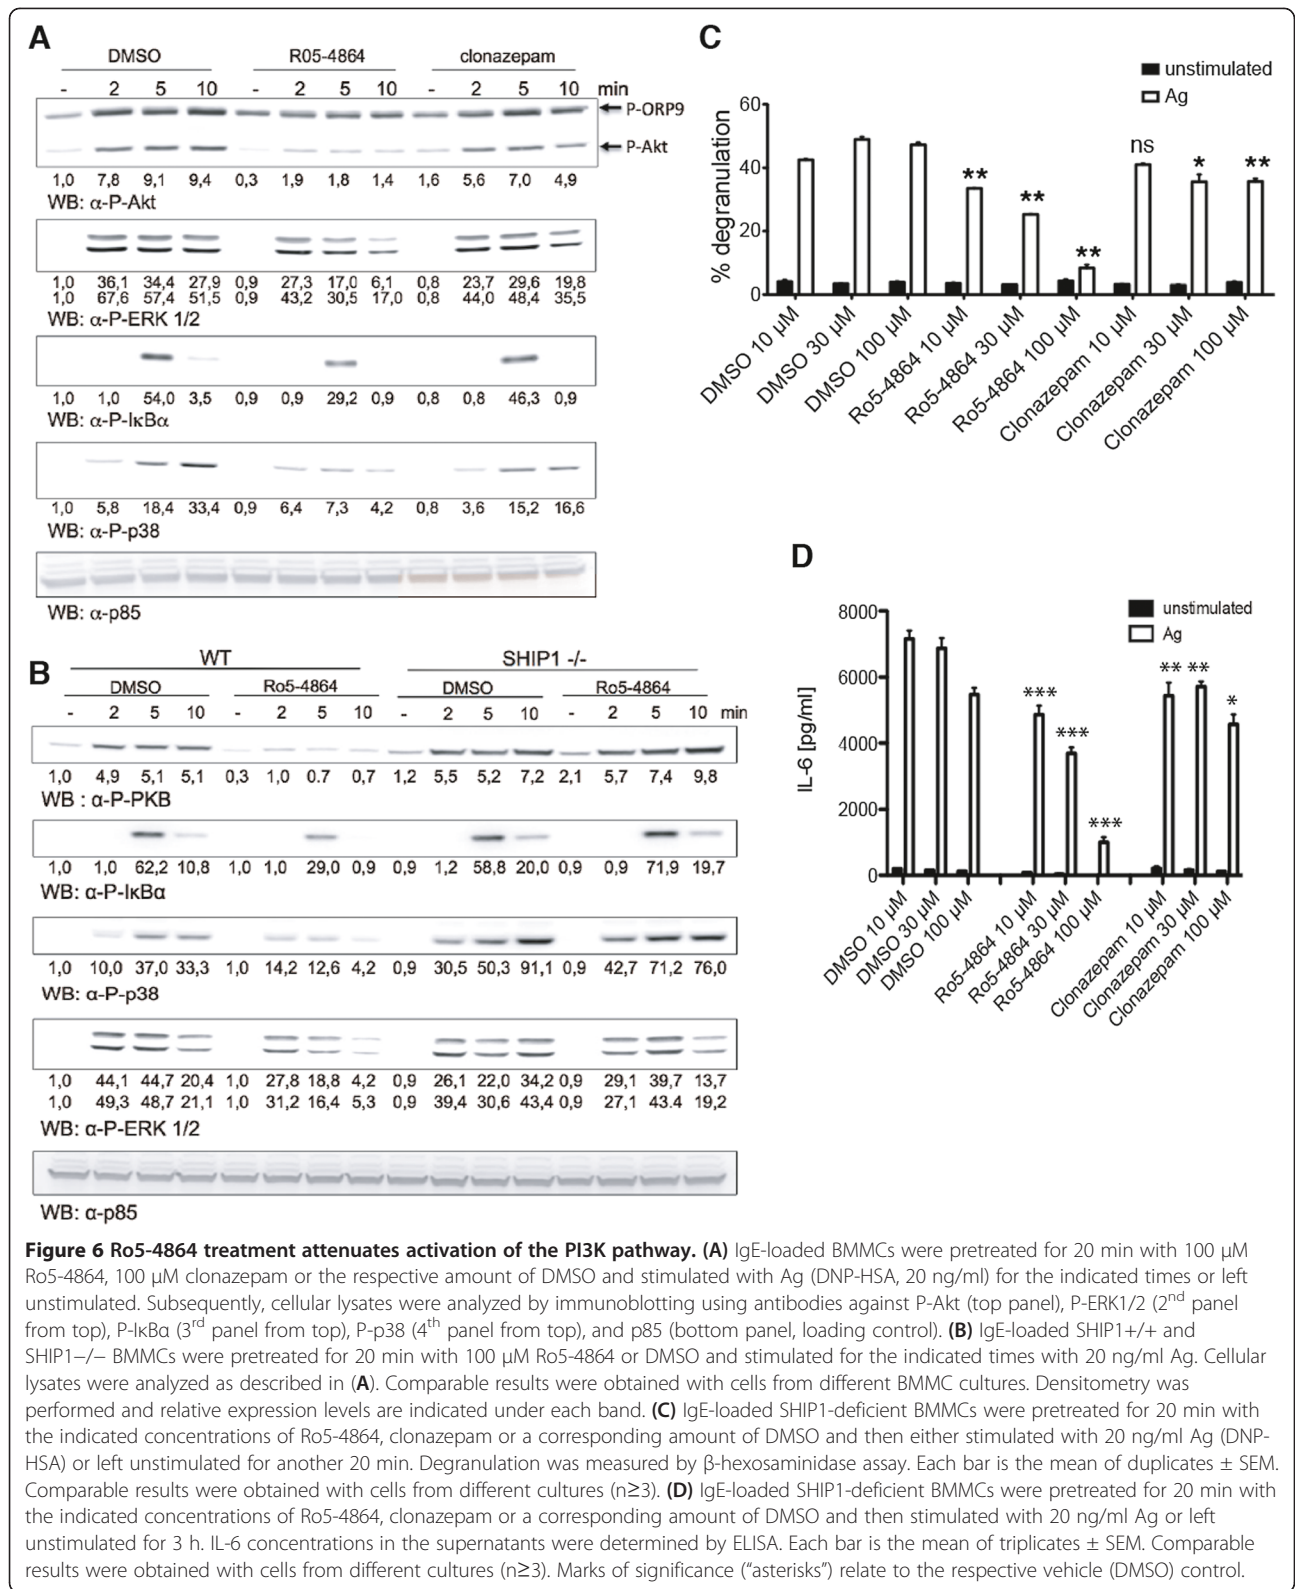 A
DMSO R05-4864 clonazepam
- 2 5 10 - 2 5 10 - 2 5 10 min
P-ORP9
P-Akt
1,0 7,8 9,1 9,4 0,3 1,9 1,8 1,4 1,6 5,6 7,0 4,9
WB: α-P-Akt
1,0 36,1 34,4 27,9 0,9 27,3 17,0 6,1 0,8 23,7 29,6 19,8
1,0 67,6 57,4 51,5 0,9 43,2 30,5 17,0 0,8 44,0 48,4 35,5
WB: α-P-ERK 1/2
1,0 1,0 54,0 3,5 0,9 0,9 29,2 0,9 0,8 0,8 46,3 0,9
WB: α-P-IκBα
1,0 5,8 18,4 33,4 0,9 6,4 7,3 4,2 0,8 3,6 15,2 16,6
WB: α-P-p38
WB: α-p85
B
WT SHIP1 -/-
DMSO Ro5-4864 DMSO Ro5-4864
- 2 5 10 - 2 5 10 - 2 5 10 - 2 5 10 min
1,0 4,9 5,1 5,1 0,3 1,0 0.7 0,7 1,2 5,5 5,2 7,2 2,1 5,7 7,4 9,8
WB : α-P-PKB
1,0 1,0 62,2 10,8 1,0 1,0 29,0 0,9 0,9 1,2 58,8 20,0 0,9 0,9 71,9 19,7
WB: α-P-IκBα
1,0 10,0 37,0 33,3 1,0 14,2 12,6 4,2 0,9 30,5 50,3 91,1 0,9 42,7 71,2 76,0
WB: α-P-p38
1,0 44,1 44,7 20,4 1,0 27,8 18,8 4,2 0,9 26,1 22,0 34,2 0,9 29,1 39,7 13,7
1,0 49,3 48,7 21,1 1,0 31,2 16,4 5,3 0,9 39,4 30,6 43,4 0,9 27,1 43.4 19,2
WB: α-P-ERK 1/2
WB: α-p85
C
unstimulated
Ag
% degranulation
60
40
20
0
** ** ** ns * **
DMSO 10 µM
DMSO 30 µM
DMSO 100 µM
Ro5-4864 10 µM
Ro5-4864 30 µM
Ro5-4864 100 µM
Clonazepam 10 µM
Clonazepam 30 µM
Clonazepam 100 µM
D
unstimulated
Ag
IL-6 [pg/ml]
8000
6000
4000
2000
0
*** *** *** ** ** *
DMSO 10 µM
DMSO 30 µM
DMSO 100 µM
Ro5-4864 10 µM
Ro5-4864 30 µM
Ro5-4864 100 µM
Clonazepam 10 µM
Clonazepam 30 µM
Clonazepam 100 µM
Figure 6 Ro5-4864 treatment attenuates activation of the PI3K pathway. (A) IgE-loaded BMMCs were pretreated for 20 min with 100 µM
Ro5-4864, 100 µM clonazepam or the respective amount of DMSO and stimulated with Ag (DNP-HSA, 20 ng/ml) for the indicated times or left
unstimulated. Subsequently, cellular lysates were analyzed by immunoblotting using antibodies against P-Akt (top panel), P-ERK1/2 (2nd panel
from top), P-IκBα (3rd panel from top), P-p38 (4th panel from top), and p85 (bottom panel, loading control). (B) IgE-loaded SHIP1+/+ and
SHIP1−/− BMMCs were pretreated for 20 min with 100 µM Ro5-4864 or DMSO and stimulated for the indicated times with 20 ng/ml Ag. Cellular
lysates were analyzed as described in (A). Comparable results were obtained with cells from different BMMC cultures. Densitometry was
performed and relative expression levels are indicated under each band. (C) IgE-loaded SHIP1-deficient BMMCs were pretreated for 20 min with
the indicated concentrations of Ro5-4864, clonazepam or a corresponding amount of DMSO and then either stimulated with 20 ng/ml Ag (DNP-
HSA) or left unstimulated for another 20 min. Degranulation was measured by β-hexosaminidase assay. Each bar is the mean of duplicates ± SEM.
Comparable results were obtained with cells from different cultures (n≥3). (D) IgE-loaded SHIP1-deficient BMMCs were pretreated for 20 min with
the indicated concentrations of Ro5-4864, clonazepam or a corresponding amount of DMSO and then stimulated with 20 ng/ml Ag or left
unstimulated for 3 h. IL-6 concentrations in the supernatants were determined by ELISA. Each bar is the mean of triplicates ± SEM. Comparable
results were obtained with cells from different cultures (n≥3). Marks of significance (“asterisks”) relate to the respective vehicle (DMSO) control.